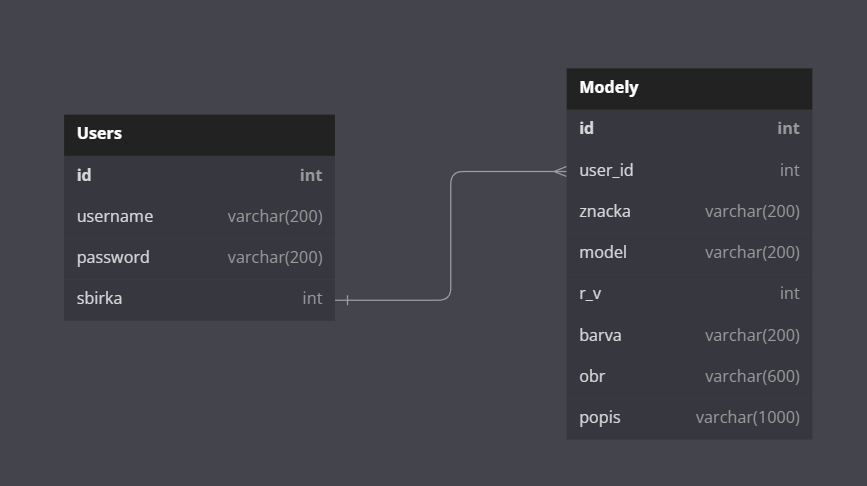 Users
id int
username varchar(200)
password varchar(200)
sbirka int
Modely
id int
user_id int
znacka varchar(200)
model varchar(200)
r_v int
barva varchar(200)
obr varchar(600)
popis varchar(1000)